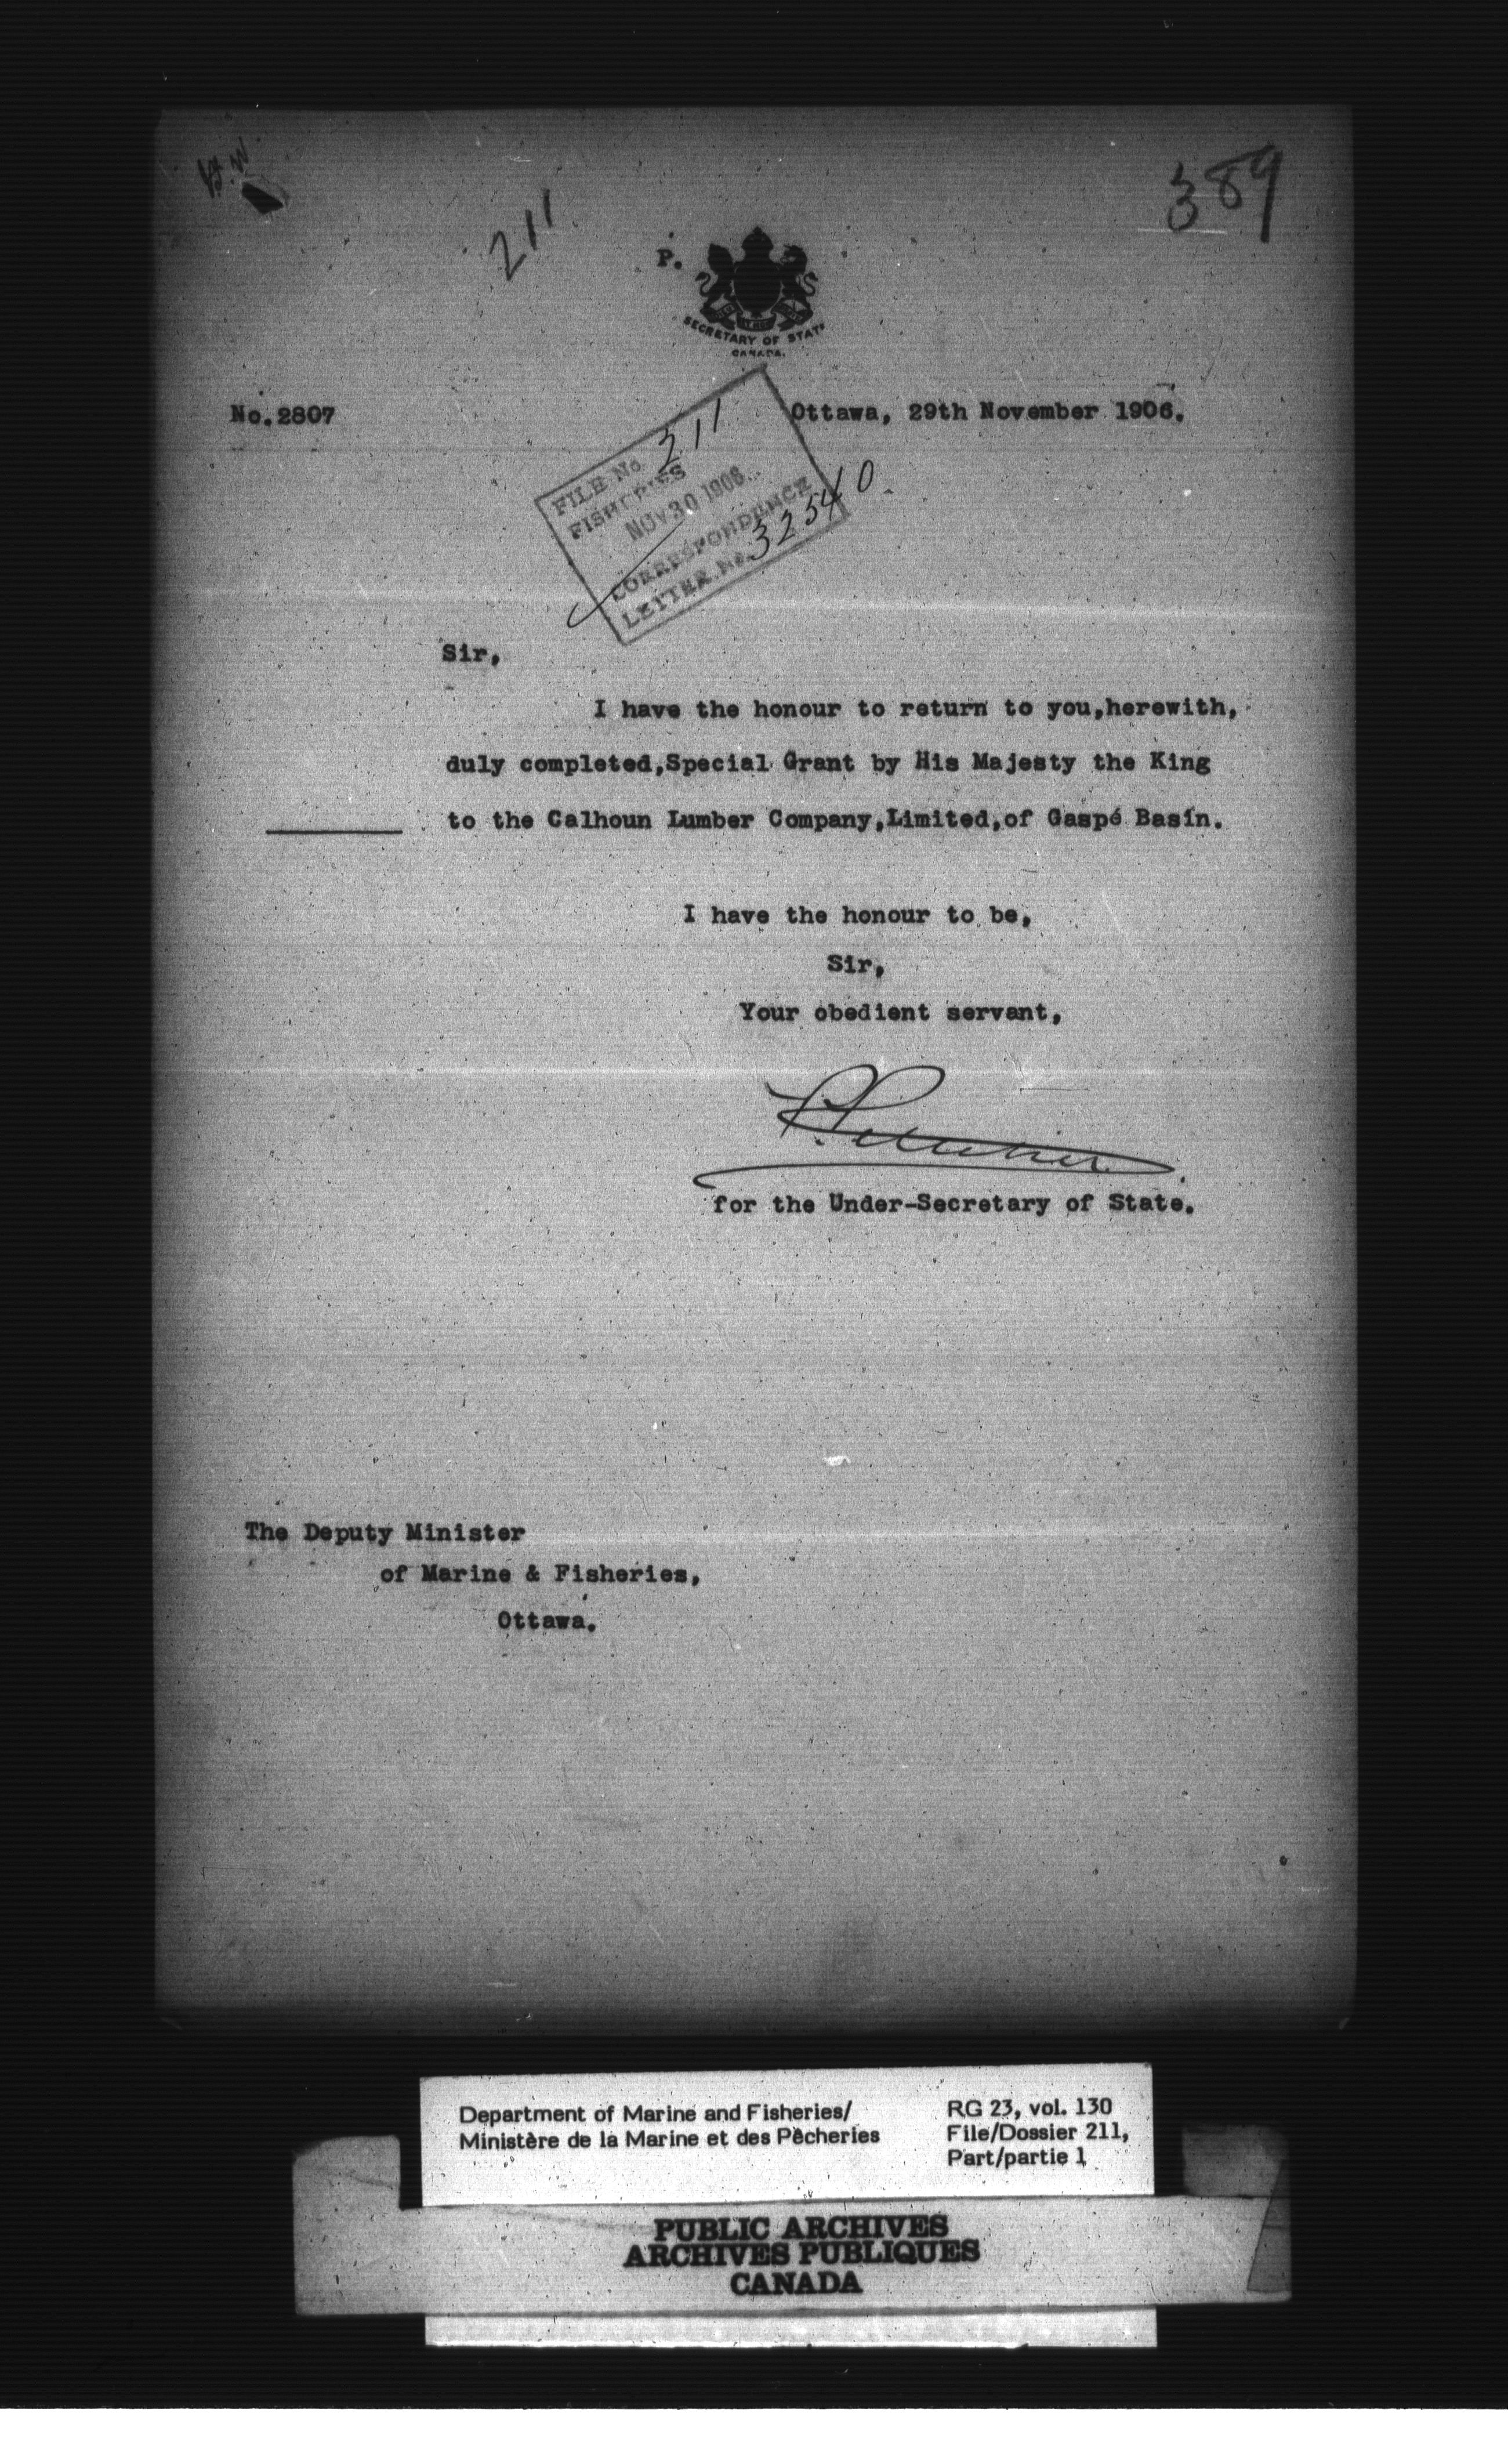 389
211
P.
SECRETARY OF STATE
CANADA.
No.2807
Ottawa, 29th November 1906.
FILE No. 211
FISHERIES
NOV 30 1906
CORRESPONDENCE
LETTER No. 32540.
Sir,
I have the honour to return to you,herewith,
duly completed,Special Grant by His Majesty the King
to the Calhoun Lumber Company,Limited,of Gaspé Basin.
I have the honour to be,
Sir,
Your obedient servant,
Pelletier
for the Under-Secretary of State.
The Deputy Minister
of Marine & Fisheries,
Ottawa.
Department of Marine and Fisheries/
Ministère de la Marine et des Pêcheries
RG 23, vol. 130
File/Dossier 211,
Part/partie 1
PUBLIC ARCHIVES
ARCHIVES PUBLIQUES
CANADA